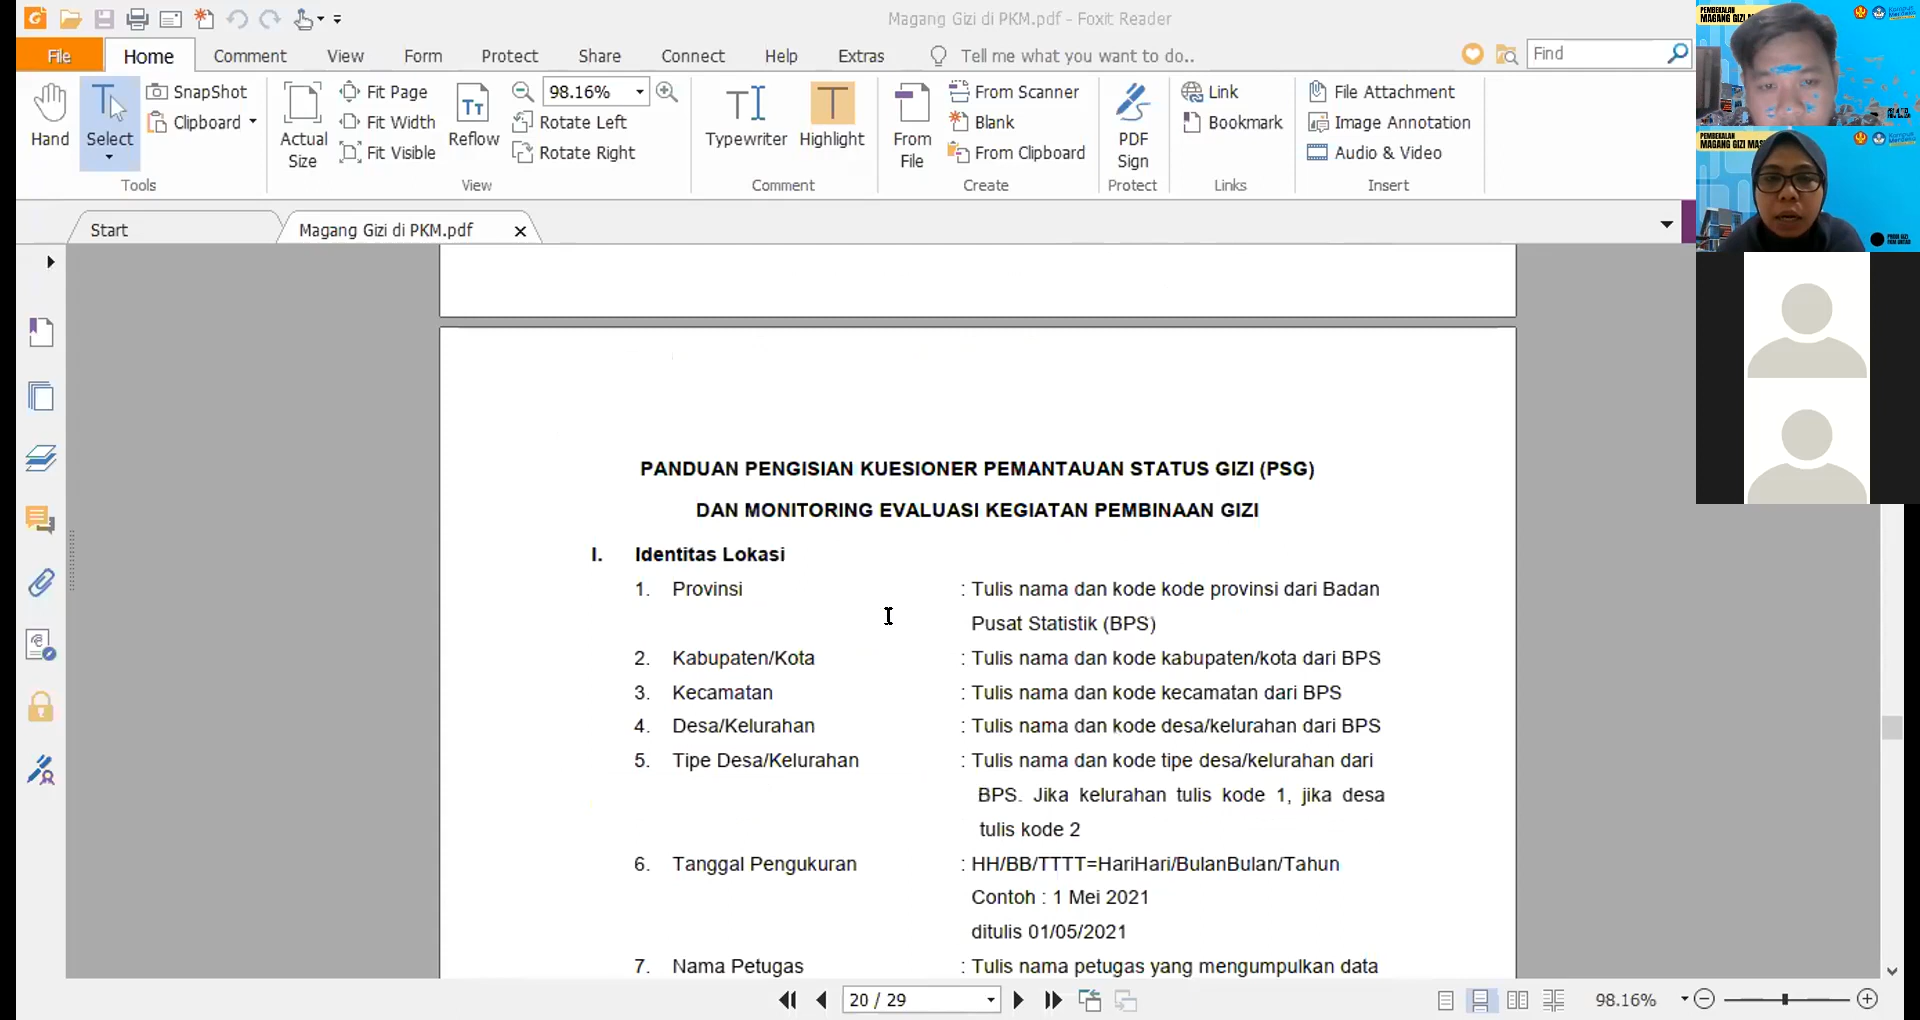 Magang Gizi di PKM.pdf - Foxit Reader
File
Home
Comment
View
Form
Protect
Share
Connect
Help
Extras
Tell me what you want to do..
Find
Hand
Select
SnapShot
Clipboard
Tools
Actual Size
Fit Page
Fit Width
Fit Visible
Reflow
98.16%
Rotate Left
Rotate Right
View
Typewriter
Highlight
Comment
From File
From Scanner
Blank
From Clipboard
Create
PDF Sign
Protect
Link
Bookmark
Links
File Attachment
Image Annotation
Audio & Video
Insert
Start
Magang Gizi di PKM.pdf
PEMBEKALAN
PEMBEKALAN
PANDUAN PENGISIAN KUESIONER PEMANTAUAN STATUS GIZI (PSG)
DAN MONITORING EVALUASI KEGIATAN PEMBINAAN GIZI
I. Identitas Lokasi
1. Provinsi : Tulis nama dan kode kode provinsi dari Badan
Pusat Statistik (BPS)
2. Kabupaten/Kota : Tulis nama dan kode kabupaten/kota dari BPS
3. Kecamatan : Tulis nama dan kode kecamatan dari BPS
4. Desa/Kelurahan : Tulis nama dan kode desa/kelurahan dari BPS
5. Tipe Desa/Kelurahan : Tulis nama dan kode tipe desa/kelurahan dari
BPS. Jika kelurahan tulis kode 1, jika desa
tulis kode 2
6. Tanggal Pengukuran : HH/BB/TTTT=HariHari/BulanBulan/Tahun
Contoh : 1 Mei 2021
ditulis 01/05/2021
7. Nama Petugas : Tulis nama petugas yang mengumpulkan data
20 / 29
98.16%